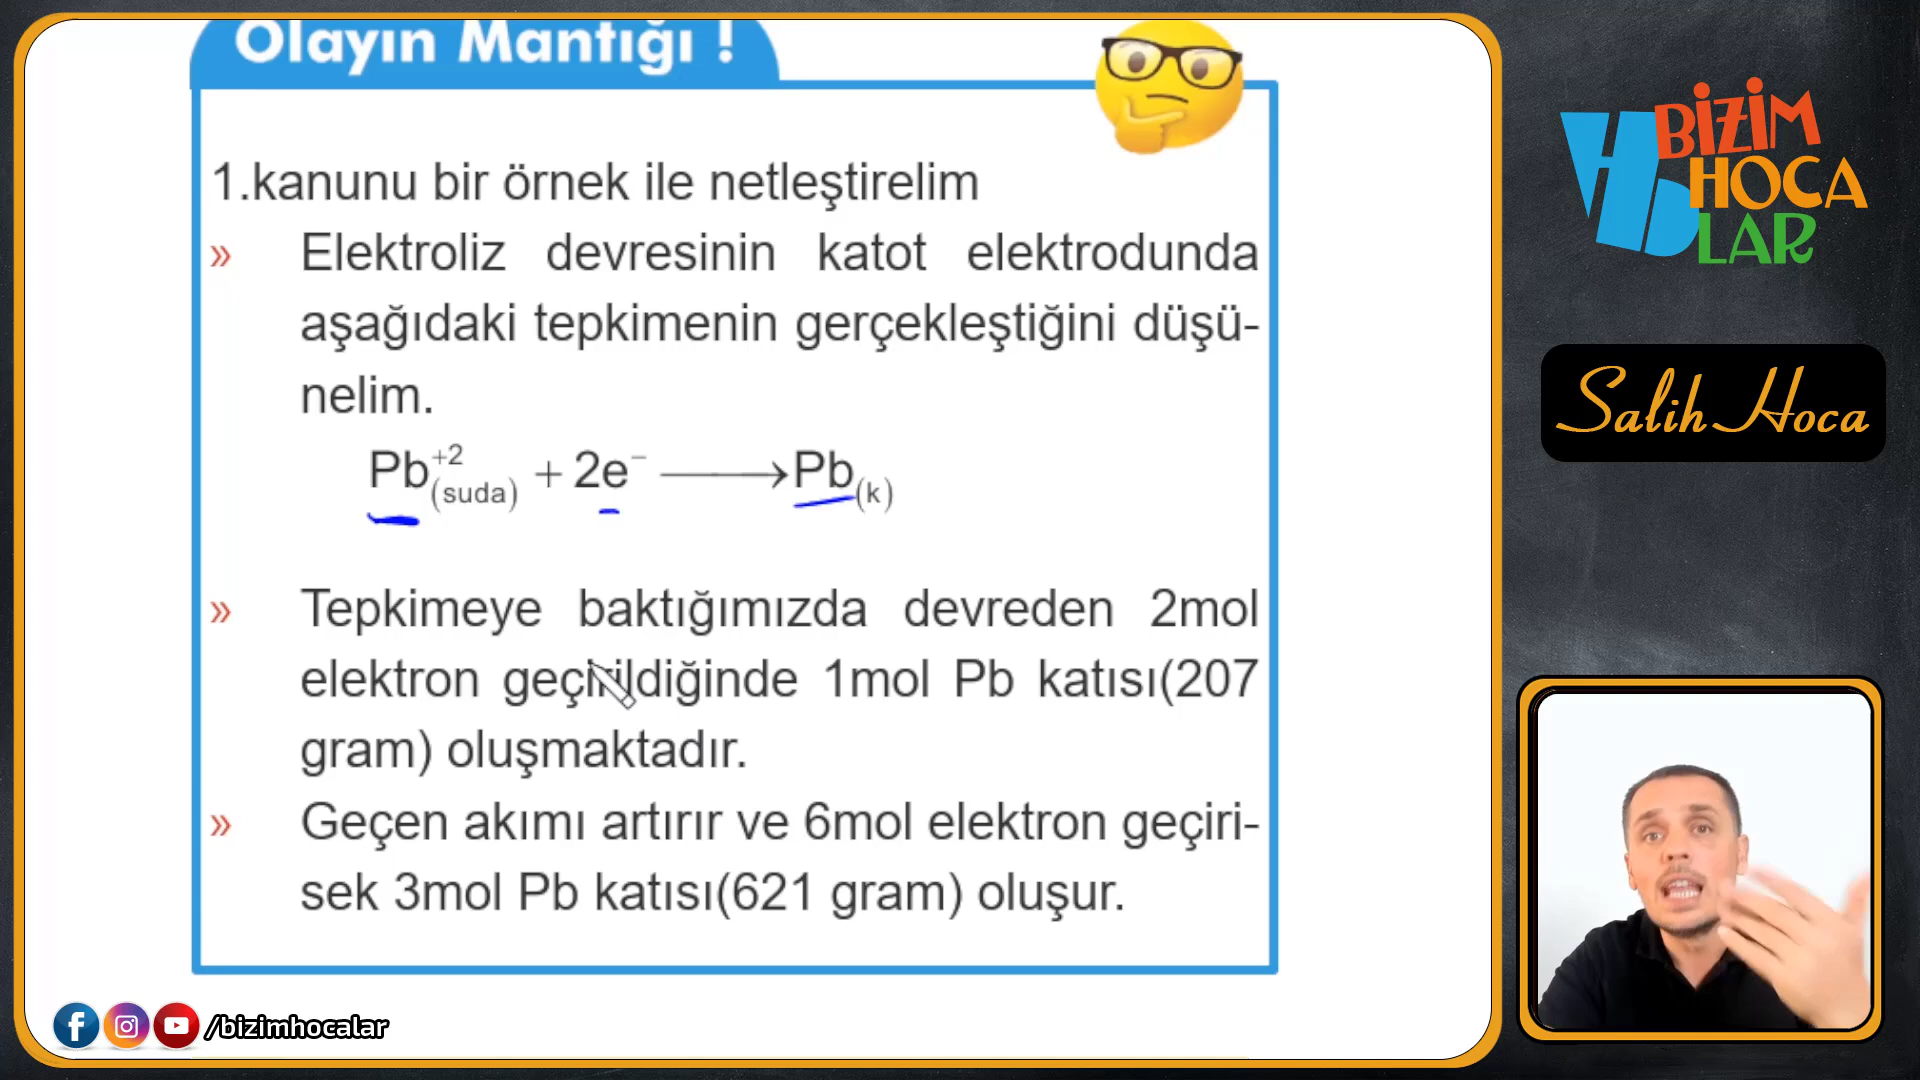 Olayın Mantığı !
1.kanunu bir örnek ile netleştirelim
» Elektroliz devresinin katot elektrodunda
aşağıdaki tepkimenin gerçekleştiğini düşü-
nelim.
Pb+2(suda) + 2e− ⟶ Pb(k)
» Tepkimeye baktığımızda devreden 2mol
elektron geçirildiğinde 1mol Pb katısı(207
gram) oluşmaktadır.
» Geçen akımı artırır ve 6mol elektron geçiri-
sek 3mol Pb katısı(621 gram) oluşur.
/bizimhocalar
BİZİM
HOCA
LAR
Salih Hoca